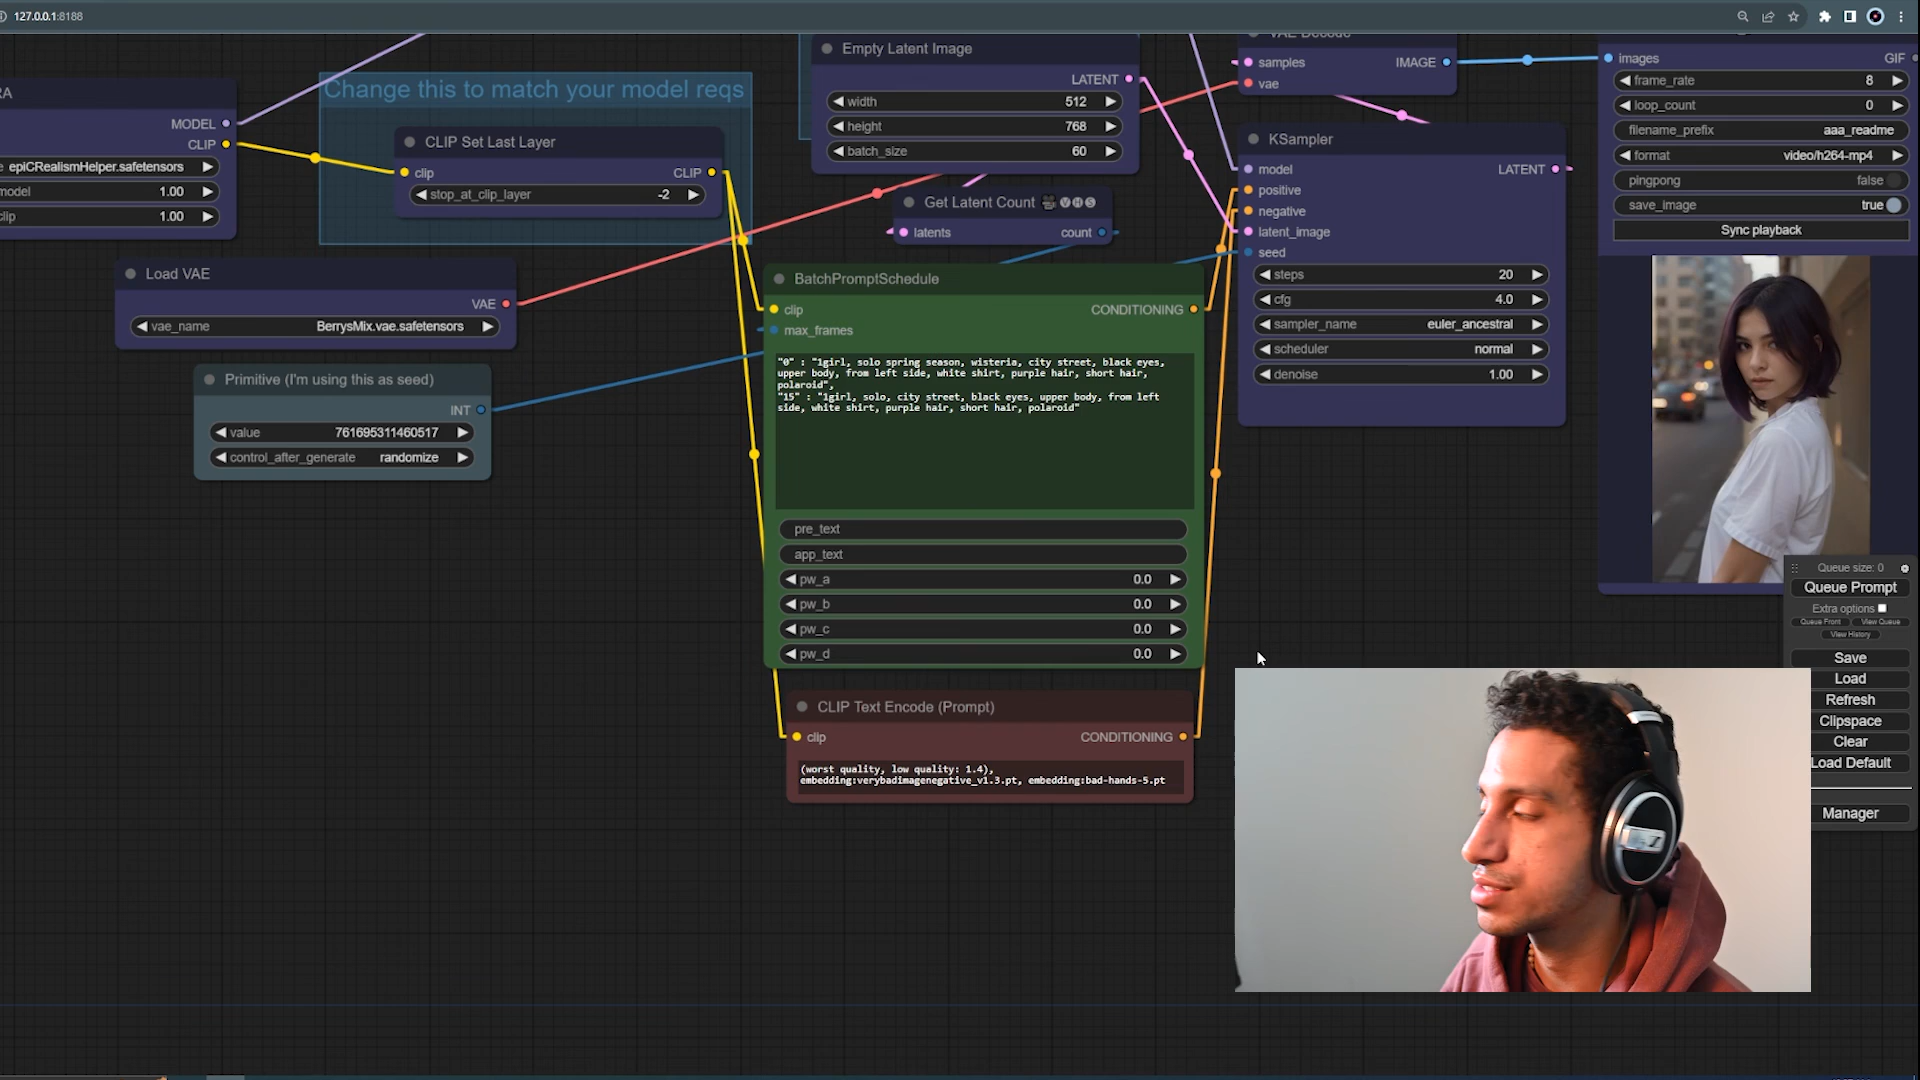 127.0.0.1:8188
RA
MODEL
CLIP
epiCRealismHelper.safetensors
model 1.00
clip 1.00
Change this to match your model reqs
CLIP Set Last Layer
clip CLIP
stop_at_clip_layer -2
Load VAE
VAE
vae_name BerrysMix.vae.safetensors
Primitive (I'm using this as seed)
INT
value 761695311460517
control_after_generate randomize
Empty Latent Image
LATENT
width 512
height 768
batch_size 60
Get Latent Count VHS
latents count
BatchPromptSchedule
clip CONDITIONING
max_frames
"0" : "1girl, solo spring season, wisteria, city street, black eyes,
upper body, from left side, white shirt, purple hair, short hair,
polaroid",
"15" : "1girl, solo, city street, black eyes, upper body, from left
side, white shirt, purple hair, short hair, polaroid"
pre_text
app_text
pw_a 0.0
pw_b 0.0
pw_c 0.0
pw_d 0.0
CLIP Text Encode (Prompt)
clip CONDITIONING
(worst quality, low quality: 1.4),
embedding:verybadimagenegative_v1.3.pt, embedding:bad-hands-5.pt
VAE Decode
samples IMAGE
vae
KSampler
model LATENT
positive
negative
latent_image
seed
steps 20
cfg 4.0
sampler_name euler_ancestral
scheduler normal
denoise 1.00
images GIF
frame_rate 8
loop_count 0
filename_prefix aaa_readme
format video/h264-mp4
pingpong false
save_image true
Sync playback
Queue size: 0
Queue Prompt
Extra options
Queue Front View Queue
View History
Save
Load
Refresh
Clipspace
Clear
Load Default
Manager